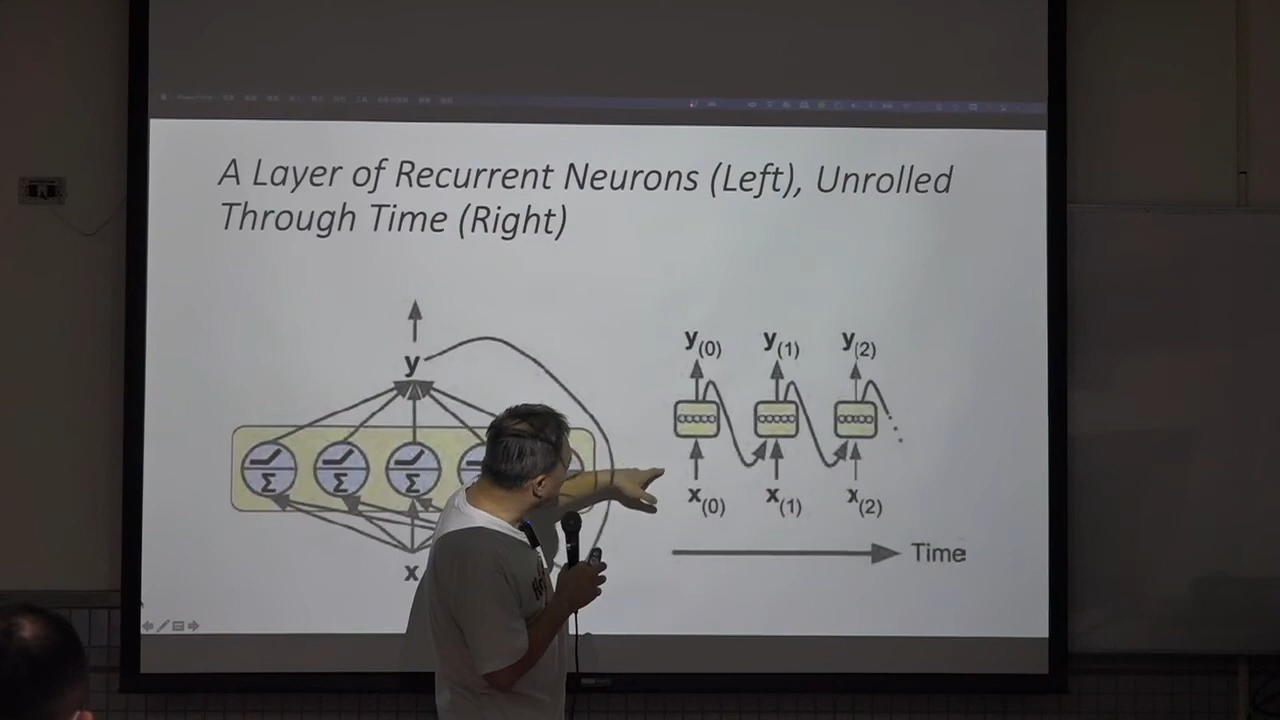 A Layer of Recurrent Neurons (Left), Unrolled
Through Time (Right)
y
Σ Σ Σ
x
y(0) y(1) y(2)
x(0) x(1) x(2)
Time